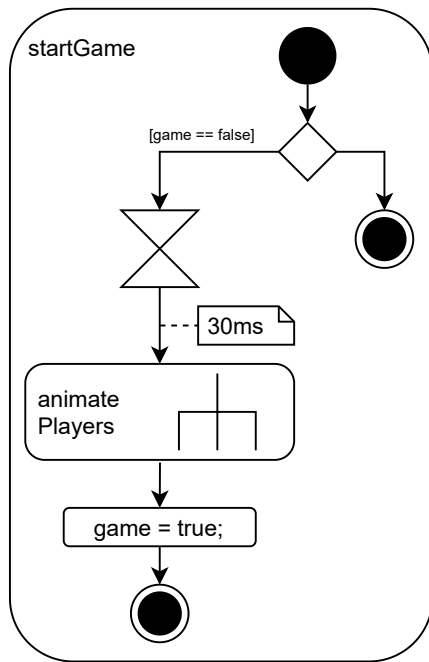 startGame
[game == false]
30ms
animate
Players
game = true;